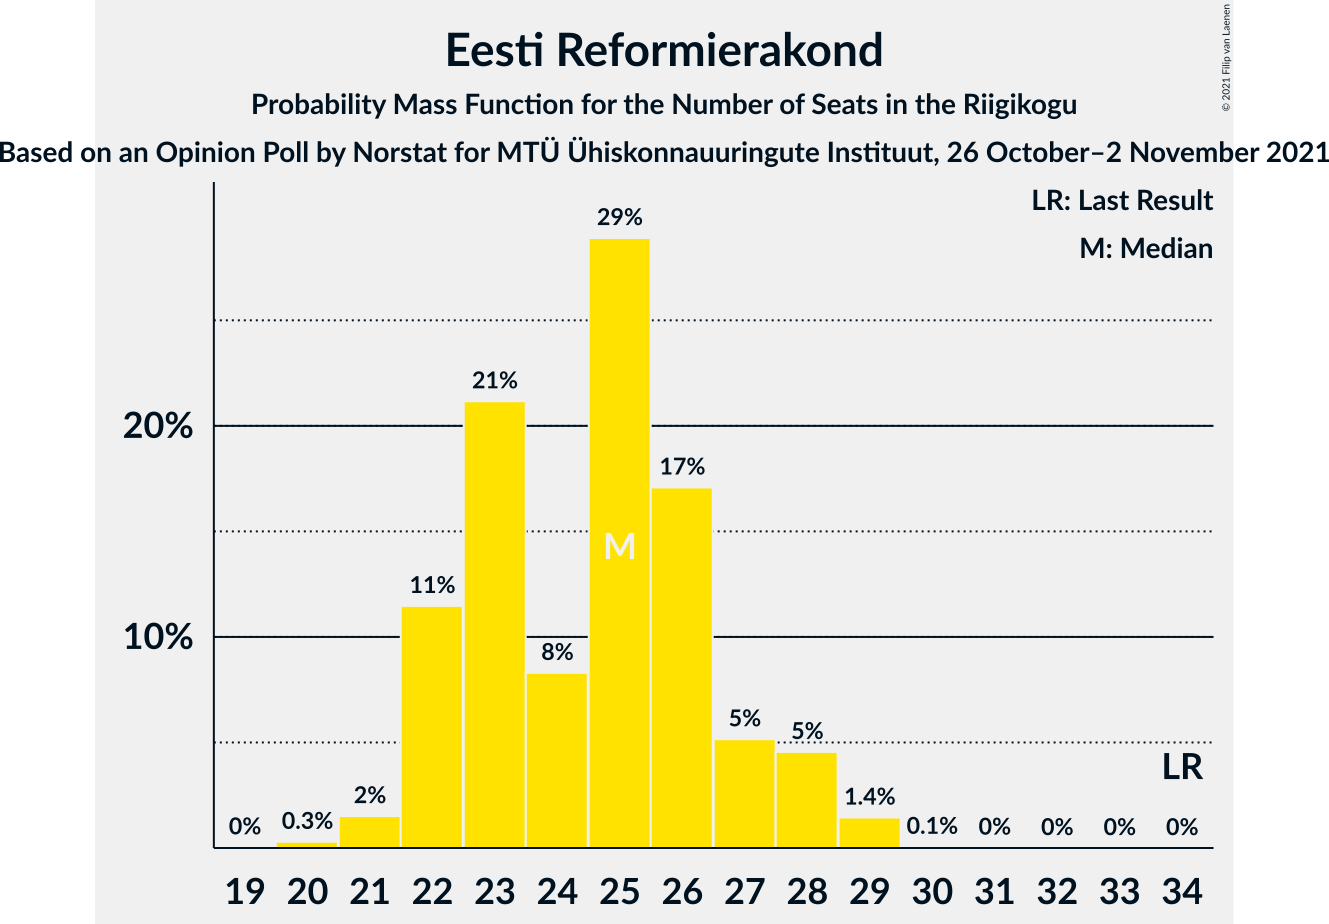 Eesti Reformierakond
Probability Mass Function for the Number of Seats in the Riigikogu
Based on an Opinion Poll by Norstat for MTÜ Ühiskonnauuringute Instituut, 26 October–2 November 2021
© 2021 Filip van Laenen
LR: Last Result
M: Median
29%
21%
20%
17%
M
11%
10%
8%
5%
5%
LR
2%
1.4%
0%
0.3%
0.1%
0%
0%
0%
0%
19 20 21 22 23 24 25 26 27 28 29 30 31 32 33 34